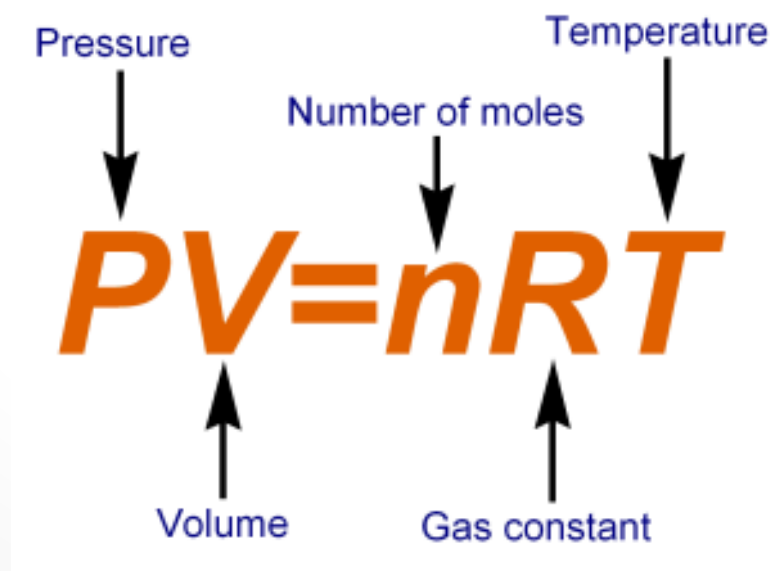 Pressure
Temperature
Number of moles
PV=nRT
Volume
Gas constant